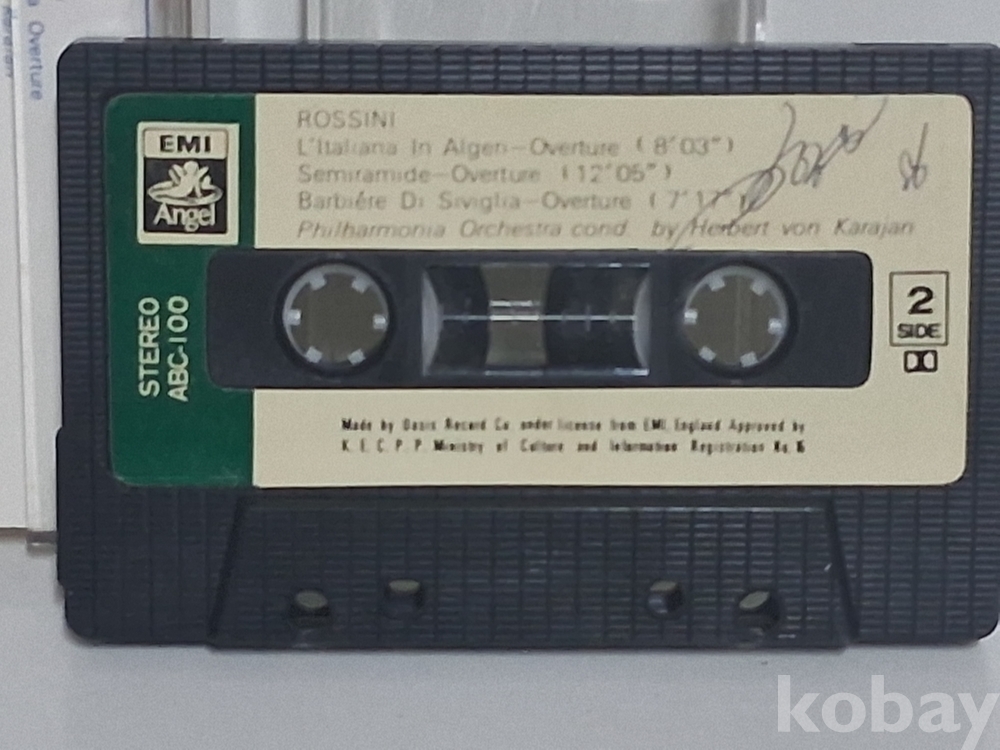 a Overture
EMI
Angel
STEREO
ABC-100
ROSSINI
L'Italiana In Algeri—Overture (8'03")
Semiramide—Overture (12'05")
Barbiére Di Siviglia—Overture (7'17")
Philharmonia Orchestra cond. by Herbert von Karajan
2
SIDE
Made by Oasis Record Co. under license from EMI, England Approved by
K. E. C. P. P. Ministry of Culture and Information Registration No. 16
kobay